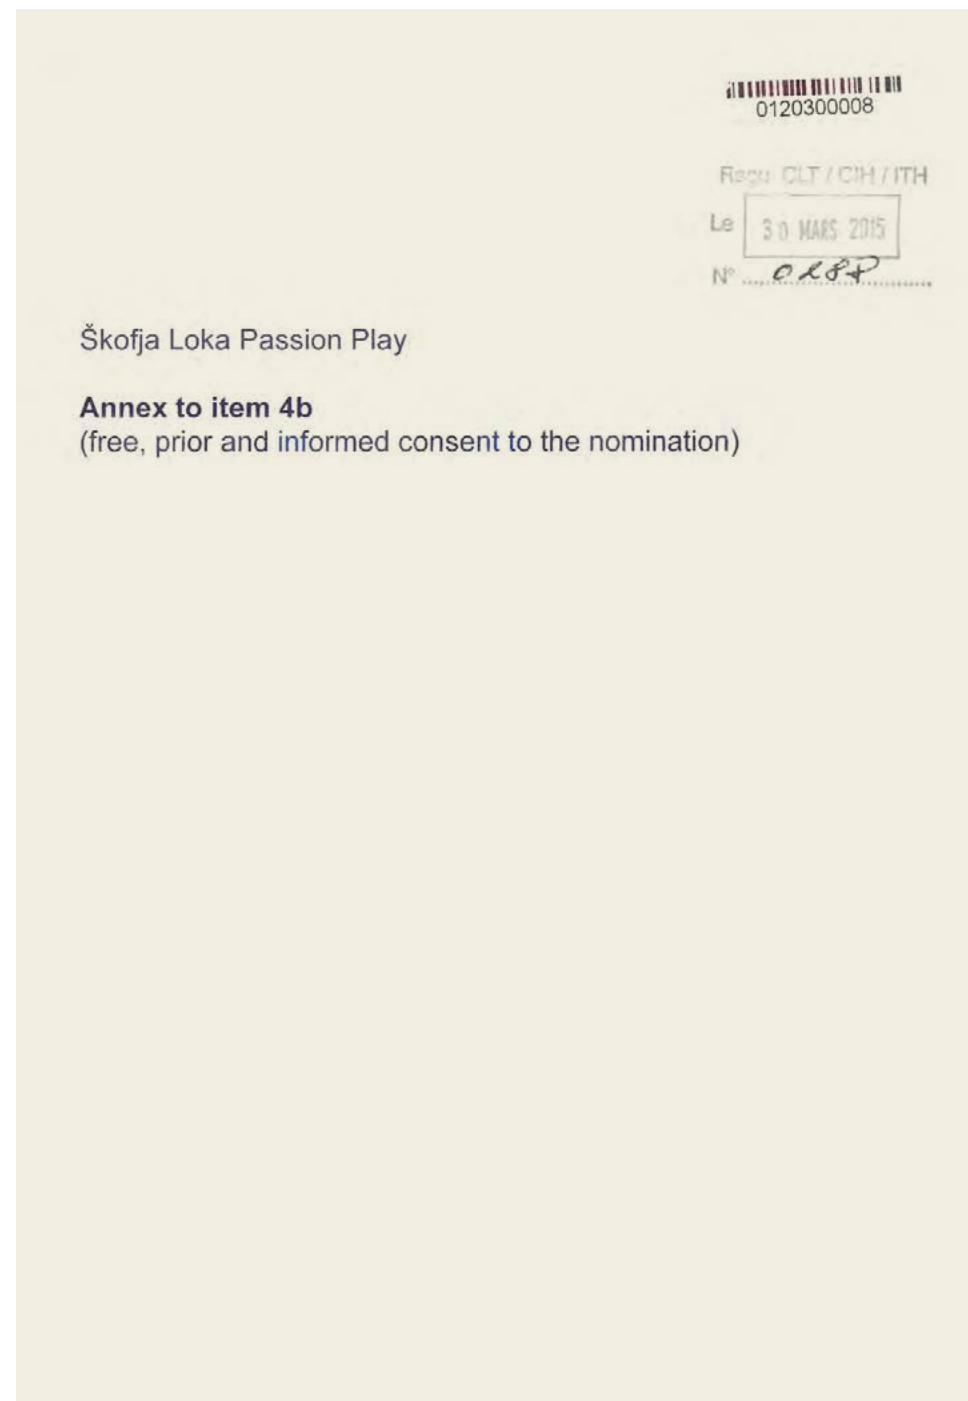 0120300008
Reçu CLT / CIH / ITH
Le 30 MARS 2015
N°
Škofja Loka Passion Play
Annex to item 4b
(free, prior and informed consent to the nomination)